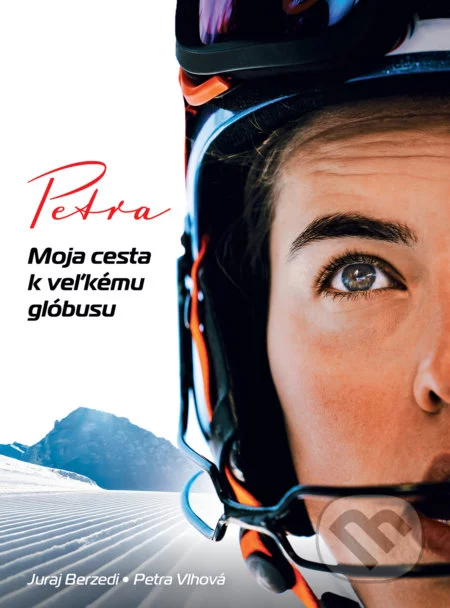 Petra
Moja cesta
k veľkému
glóbusu
Juraj Berzedi • Petra Vlhová